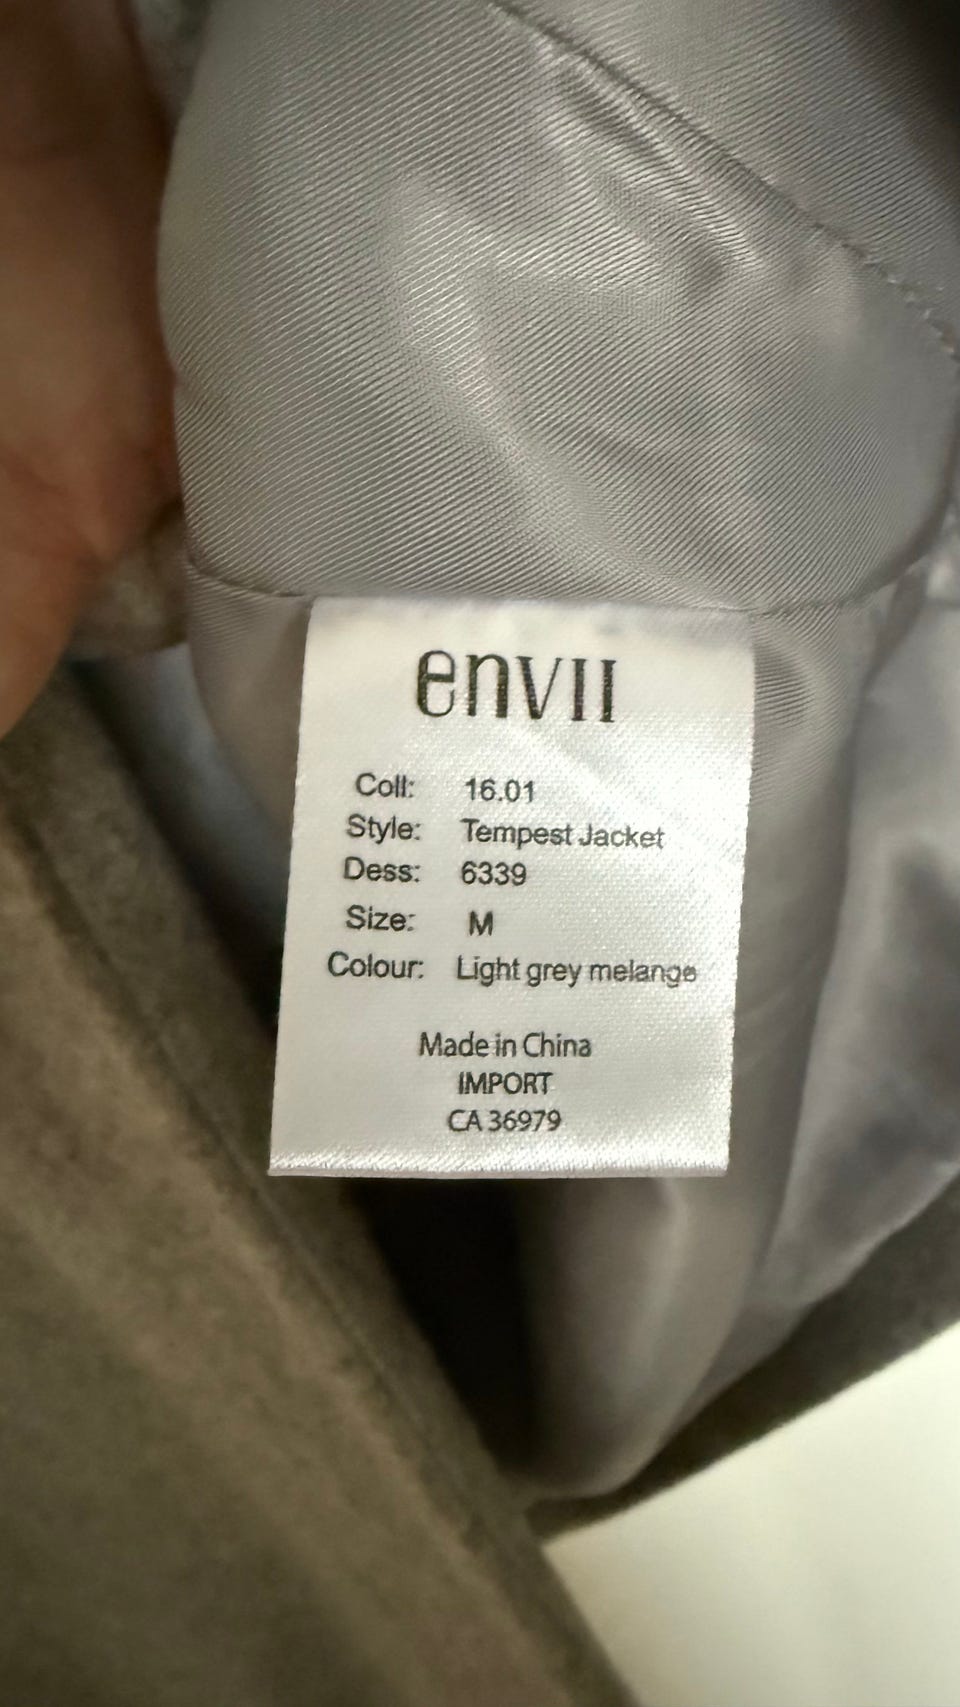 envii
Coll: 16.01
Style: Tempest Jacket
Dess: 6339
Size: M
Colour: Light grey melange
Made in China
IMPORT
CA 36979